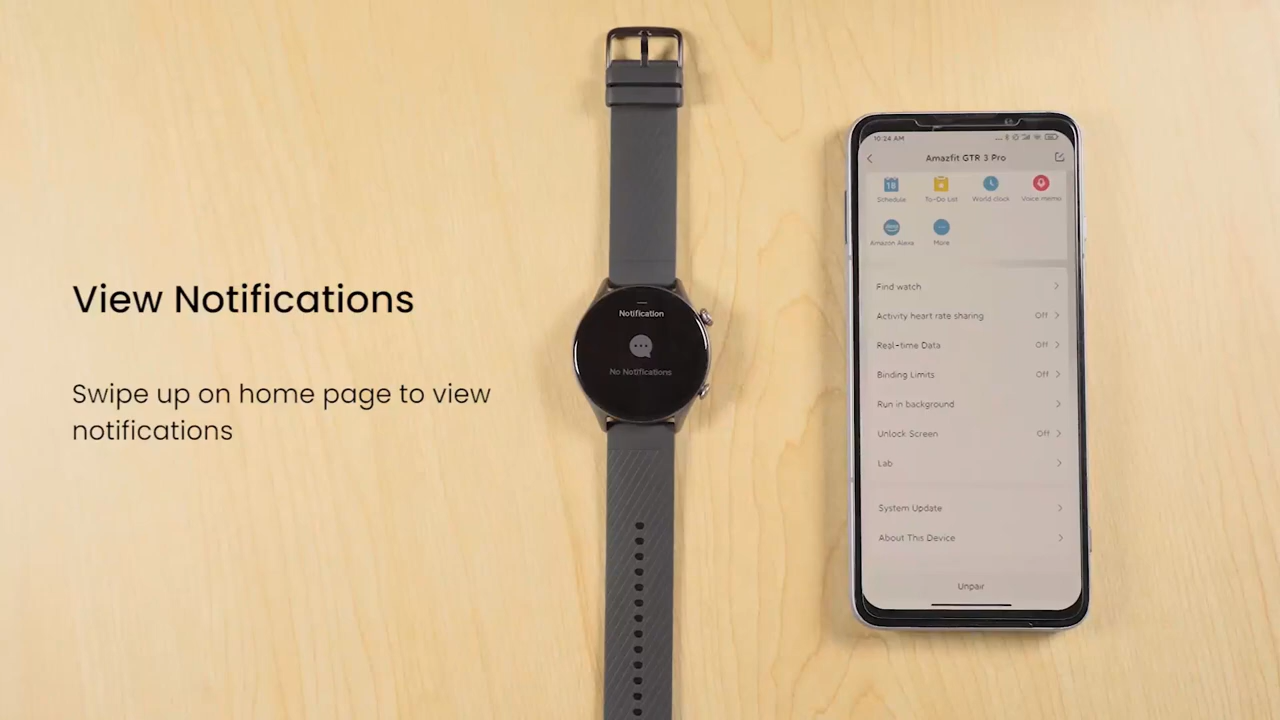 View Notifications
Swipe up on home page to view
notifications
Notification
No Notifications
10:24 AM
Amazfit GTR 3 Pro
18
Schedule
To-Do List
World clock
Voice memo
Amazon Alexa
More
Find watch
Activity heart rate sharing Off
Real-time Data Off
Binding Limits Off
Run in background
Unlock Screen Off
Lab
System Update
About This Device
Unpair